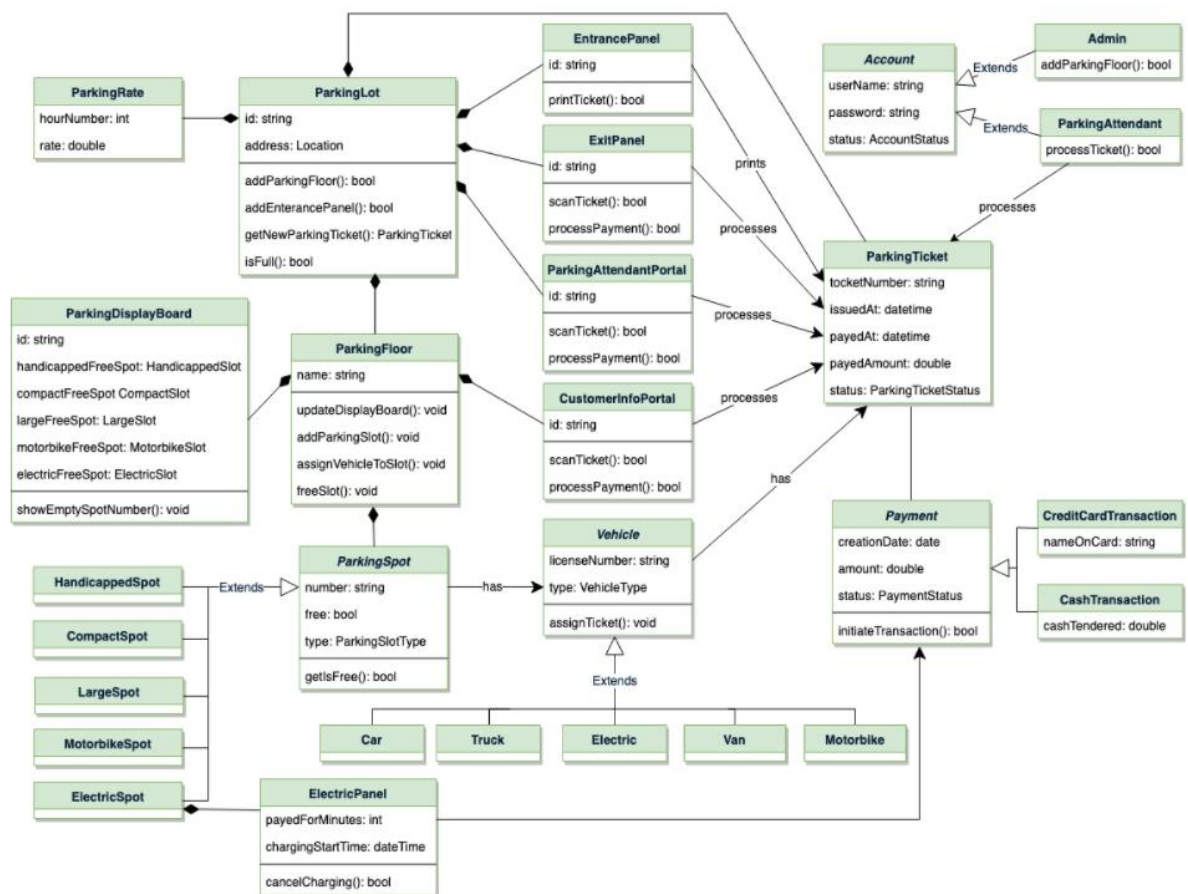 ParkingRate
hourNumber: int
rate: double
ParkingLot
id: string
address: Location
addParkingFloor(): bool
addEnterancePanel(): bool
getNewParkingTicket(): ParkingTicket
isFull(): bool
EntrancePanel
id: string
printTicket(): bool
ExitPanel
id: string
scanTicket(): bool
processPayment(): bool
ParkingAttendantPortal
id: string
scanTicket(): bool
processPayment(): bool
CustomerInfoPortal
id: string
scanTicket(): bool
processPayment(): bool
prints
processes
processes
processes
has
Account
userName: string
password: string
status: AccountStatus
Extends
Extends
Admin
addParkingFloor(): bool
ParkingAttendant
processTicket(): bool
processes
ParkingTicket
tocketNumber: string
issuedAt: datetime
payedAt: datetime
payedAmount: double
status: ParkingTicketStatus
ParkingDisplayBoard
id: string
handicappedFreeSpot: HandicappedSlot
compactFreeSpot CompactSlot
largeFreeSpot: LargeSlot
motorbikeFreeSpot: MotorbikeSlot
electricFreeSpot: ElectricSlot
showEmptySpotNumber(): void
ParkingFloor
name: string
updateDisplayBoard: void
addParkingSlot(): void
assignVehicleToSlot(): void
freeSlot(): void
ParkingSpot
number: string
free: bool
type: ParkingSlotType
getIsFree(): bool
has
Vehicle
licenseNumber: string
type: VehicleType
assignTicket(): void
Extends
Car
Truck
Electric
Van
Motorbike
Payment
creationDate: date
amount: double
status: PaymentStatus
initiateTransaction(): bool
CreditCardTransaction
nameOnCard: string
CashTransaction
cashTendered: double
HandicappedSpot
Extends
CompactSpot
LargeSpot
MotorbikeSpot
ElectricSpot
ElectricPanel
payedForMinutes: int
chargingStartTime: dateTime
cancelCharging(): bool